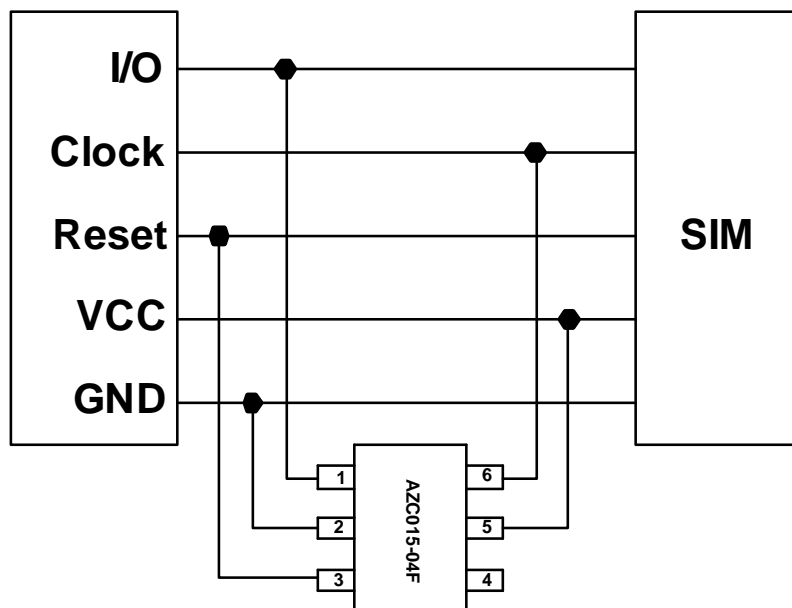 I/O
Clock
Reset
VCC
GND
SIM
AZC015-04F
1
2
3
6
5
4